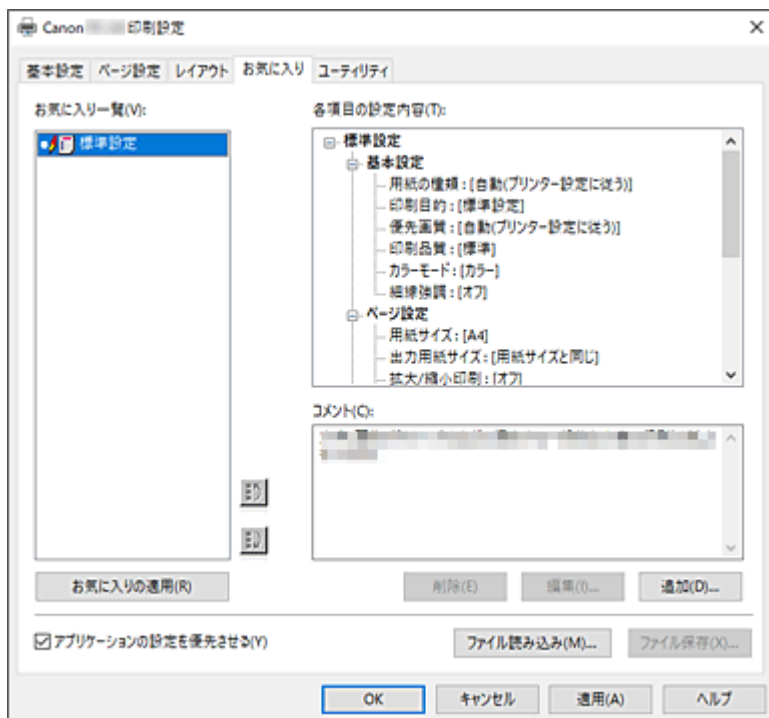 Canon 印刷設定
基本設定 ページ設定 レイアウト お気に入り ユーティリティ
お気に入り一覧(V):
標準設定
各項目の設定内容(T):
標準設定
基本設定
用紙の種類 : [自動(プリンター設定に従う)]
印刷目的 : [標準設定]
優先画質 : [自動(プリンター設定に従う)]
印刷品質 : [標準]
カラーモード : [カラー]
細線強調 : [オフ]
ページ設定
用紙サイズ : [A4]
出力用紙サイズ : [用紙サイズと同じ]
拡大/縮小印刷 : [オフ]
コメント(C):
お気に入りの適用(R)
削除(E) 編集(I)... 追加(D)...
アプリケーションの設定を優先させる(Y)
ファイル読み込み(M)... ファイル保存(X)...
OK キャンセル 適用(A) ヘルプ